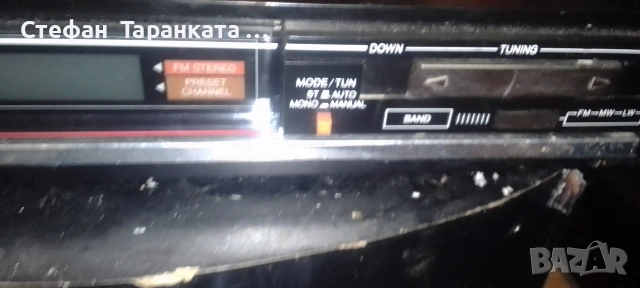 Стефан Таранката ...
DOWN TUNING
FM STEREO
PRESET
CHANNEL
MODE/TUN
ST AUTO
MONO MANUAL
BAND
FM MW LW
BAZAR